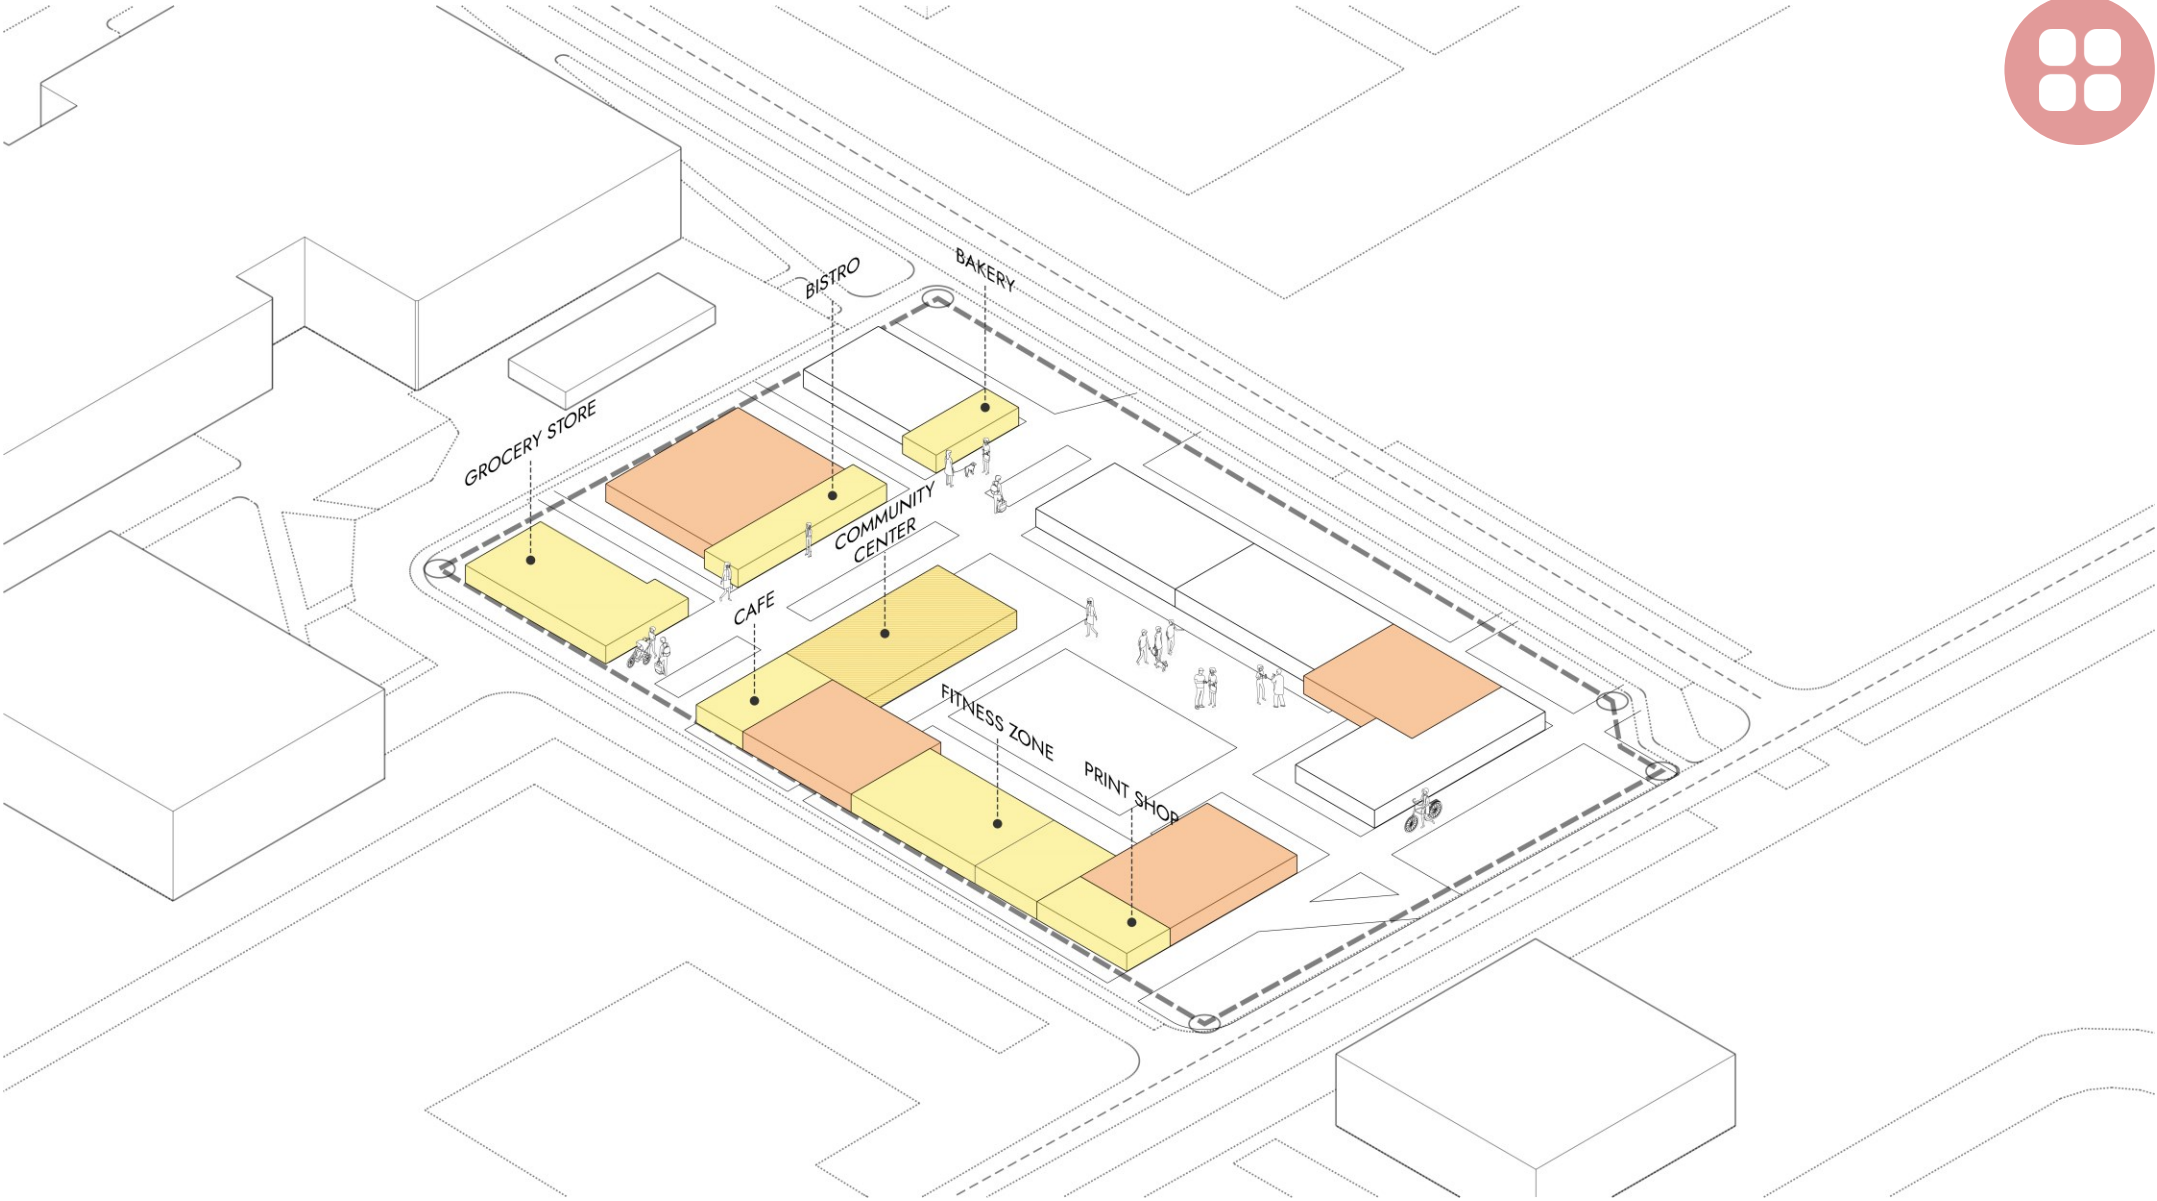 BAKERY
BISTRO
GROCERY STORE
COMMUNITY
CENTER
CAFE
FITNESS ZONE
PRINT SHOP